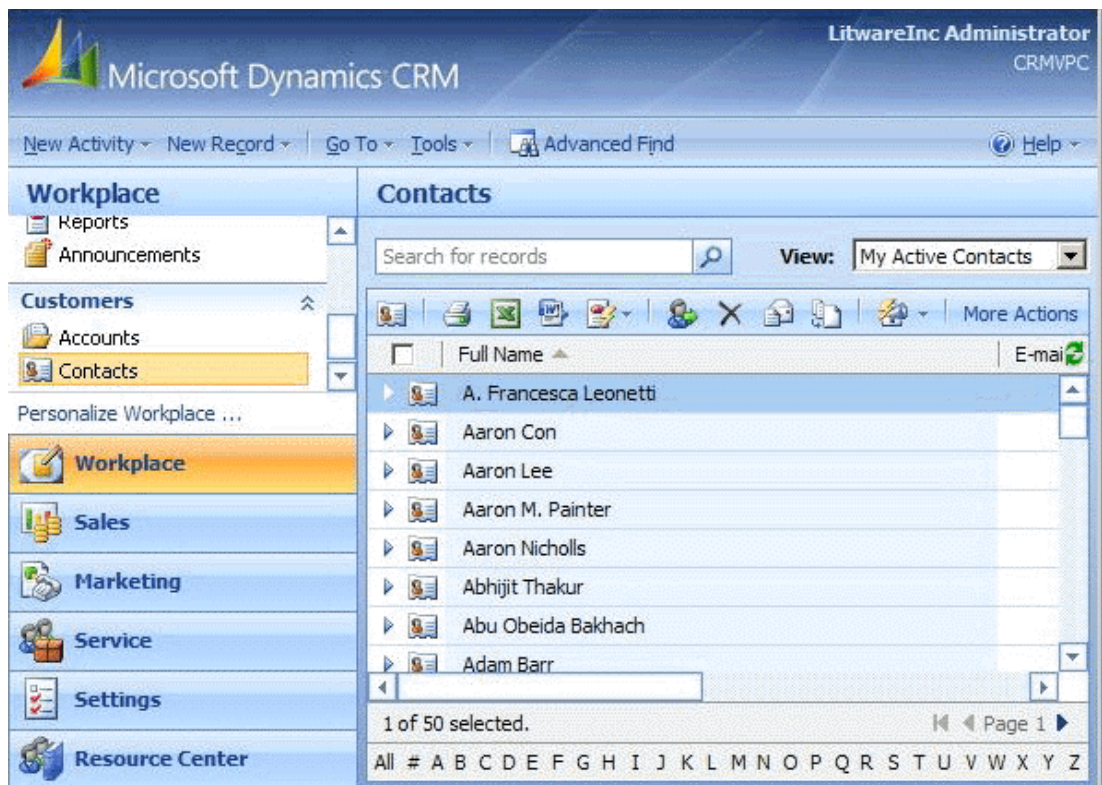 LitwareInc Administrator
CRMVPC
Microsoft Dynamics CRM
New Activity New Record Go To Tools Advanced Find Help
Workplace
Reports
Announcements
Customers
Accounts
Contacts
Personalize Workplace ...
Workplace
Sales
Marketing
Service
Settings
Resource Center
Contacts
Search for records View: My Active Contacts
More Actions
Full Name E-mai
A. Francesca Leonetti
Aaron Con
Aaron Lee
Aaron M. Painter
Aaron Nicholls
Abhijit Thakur
Abu Obeida Bakhach
Adam Barr
1 of 50 selected. Page 1
All # A B C D E F G H I J K L M N O P Q R S T U V W X Y Z